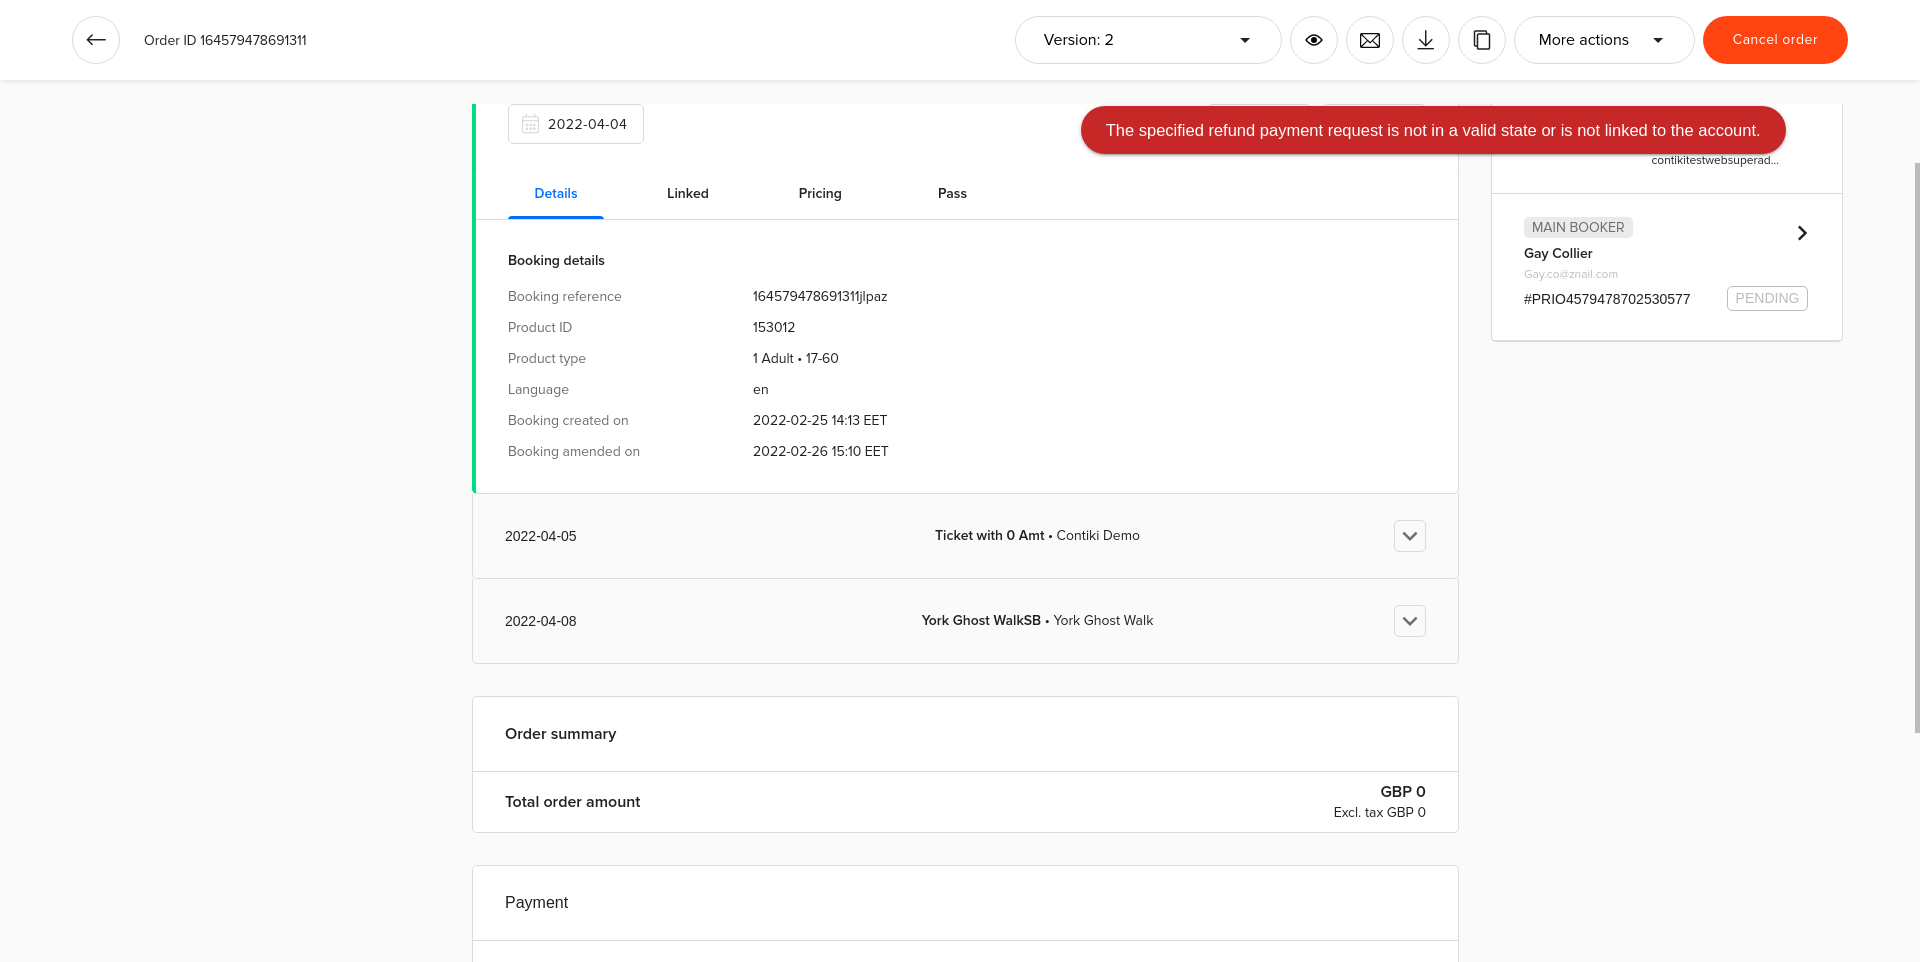 Order ID 164579478691311
Version: 2
More actions
Cancel order
2022-04-04
The specified refund payment request is not in a valid state or is not linked to the account.
contikitestwebsuperad...
Details
Linked
Pricing
Pass
MAIN BOOKER
Gay Collier
Gay.co@znail.com
#PRIO4579478702530577
PENDING
Booking details
Booking reference
164579478691311jlpaz
Product ID
153012
Product type
1 Adult • 17-60
Language
en
Booking created on
2022-02-25 14:13 EET
Booking amended on
2022-02-26 15:10 EET
2022-04-05
Ticket with 0 Amt • Contiki Demo
2022-04-08
York Ghost WalkSB • York Ghost Walk
Order summary
Total order amount
GBP 0
Excl. tax GBP 0
Payment